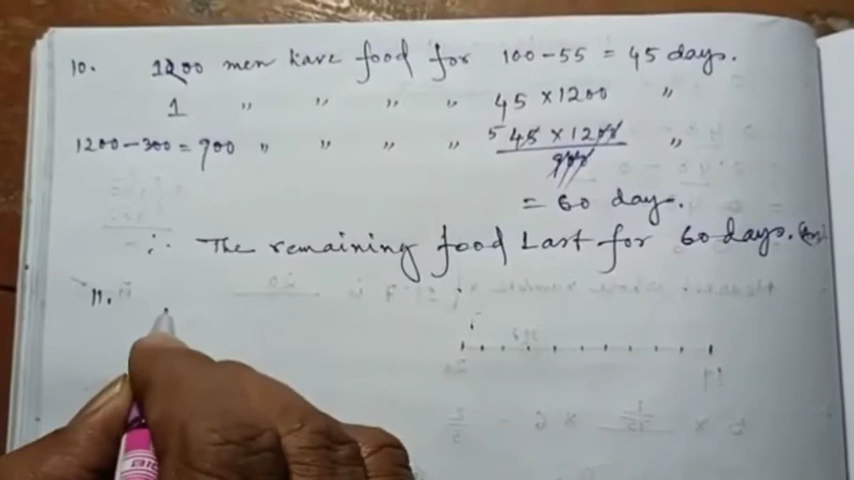 10. 1200 men have food for 100-55 = 45 days.
1 " " " " 45 × 1200 "
1200-300 = 900 " " " " 5 45 × 1200 "
900
= 60 days.
∴ The remaining food Last for 60 days. (Ans)
11.